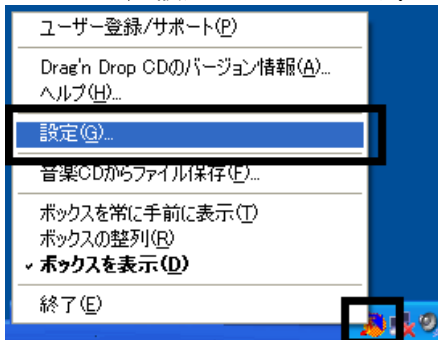 ユーザー登録/サポート(P)
Drag'n Drop CDのバージョン情報(A)...
ヘルプ(H)...
設定(G)...
音楽CDからファイル保存(F)...
ボックスを常に手前に表示(T)
ボックスの整列(R)
ボックスを表示(D)
終了(E)